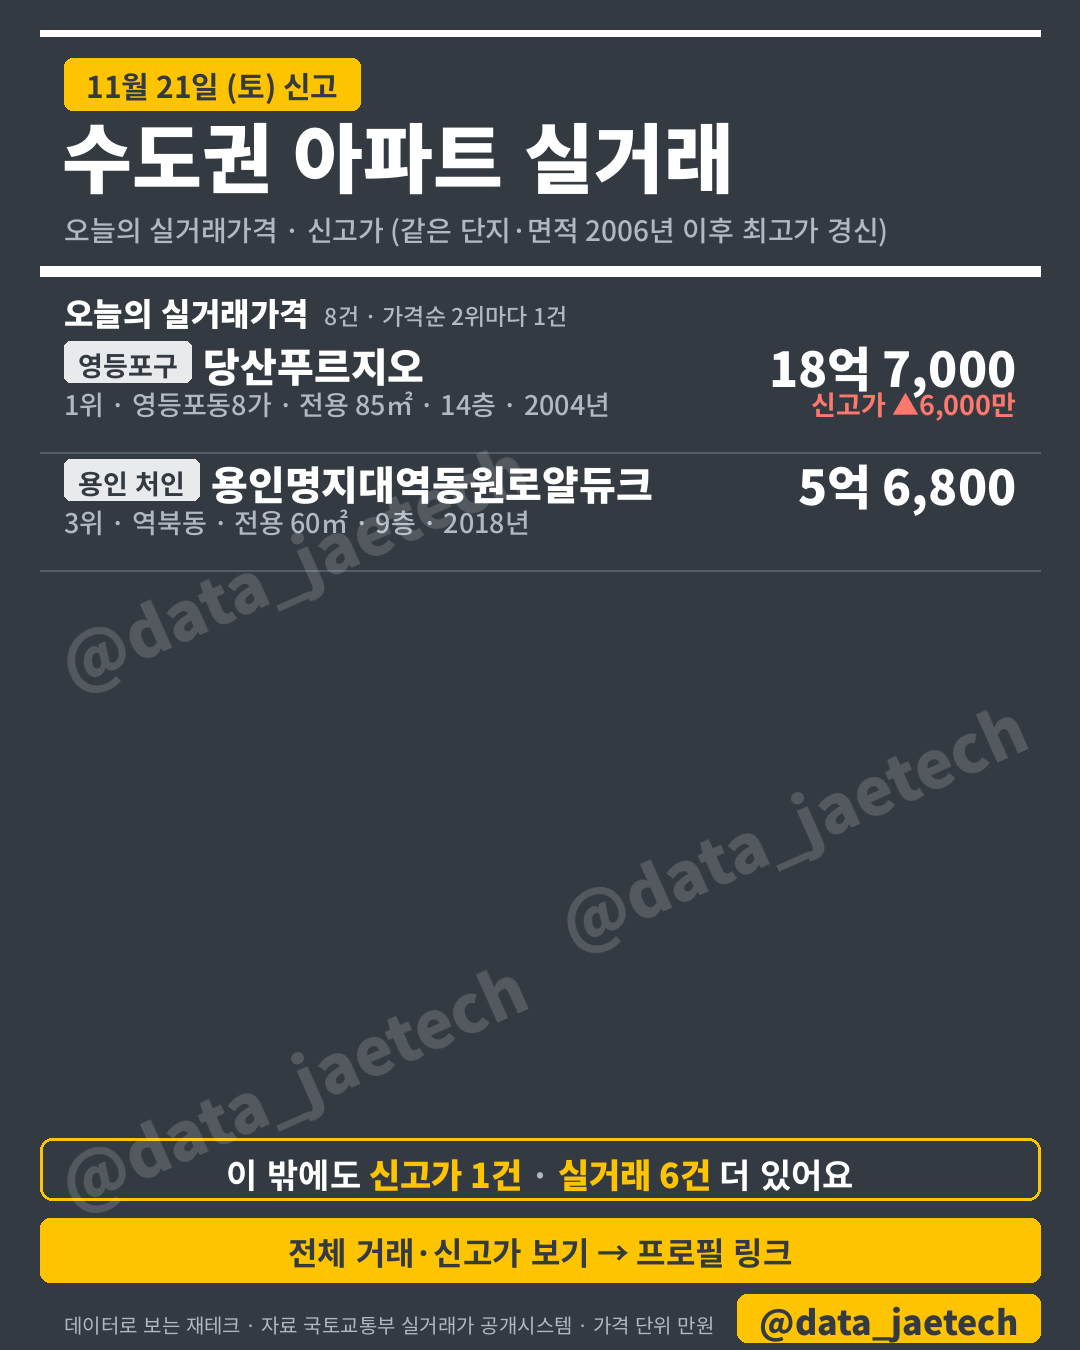 11월 21일 (토) 신고
수도권 아파트 실거래
오늘의 실거래가격 · 신고가 (같은 단지·면적 2006년 이후 최고가 경신)
오늘의 실거래가격 8건 · 가격순 2위마다 1건
영등포구 당산푸르지오 18억 7,000
1위 · 영등포동8가 · 전용 85㎡ · 14층 · 2004년 신고가 ▲6,000만
용인 처인 용인명지대역동원로얄듀크 5억 6,800
3위 · 역북동 · 전용 60㎡ · 9층 · 2018년
@data_jaetech
@data_jaetech
@data_jaetech
이 밖에도 신고가 1건 · 실거래 6건 더 있어요
전체 거래·신고가 보기 → 프로필 링크
데이터로 보는 재테크 · 자료 국토교통부 실거래가 공개시스템 · 가격 단위 만원 @data_jaetech